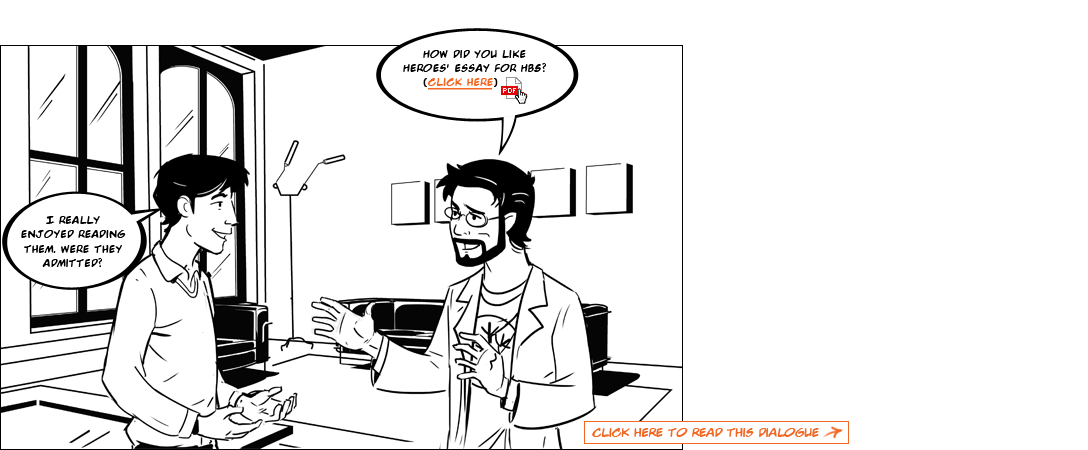 HOW DID YOU LIKE
HEROES' ESSAY FOR HBS?
(CLICK HERE)
PDF
I REALLY
ENJOYED READING
THEM. WERE THEY
ADMITTED?
CLICK HERE TO READ THIS DIALOGUE